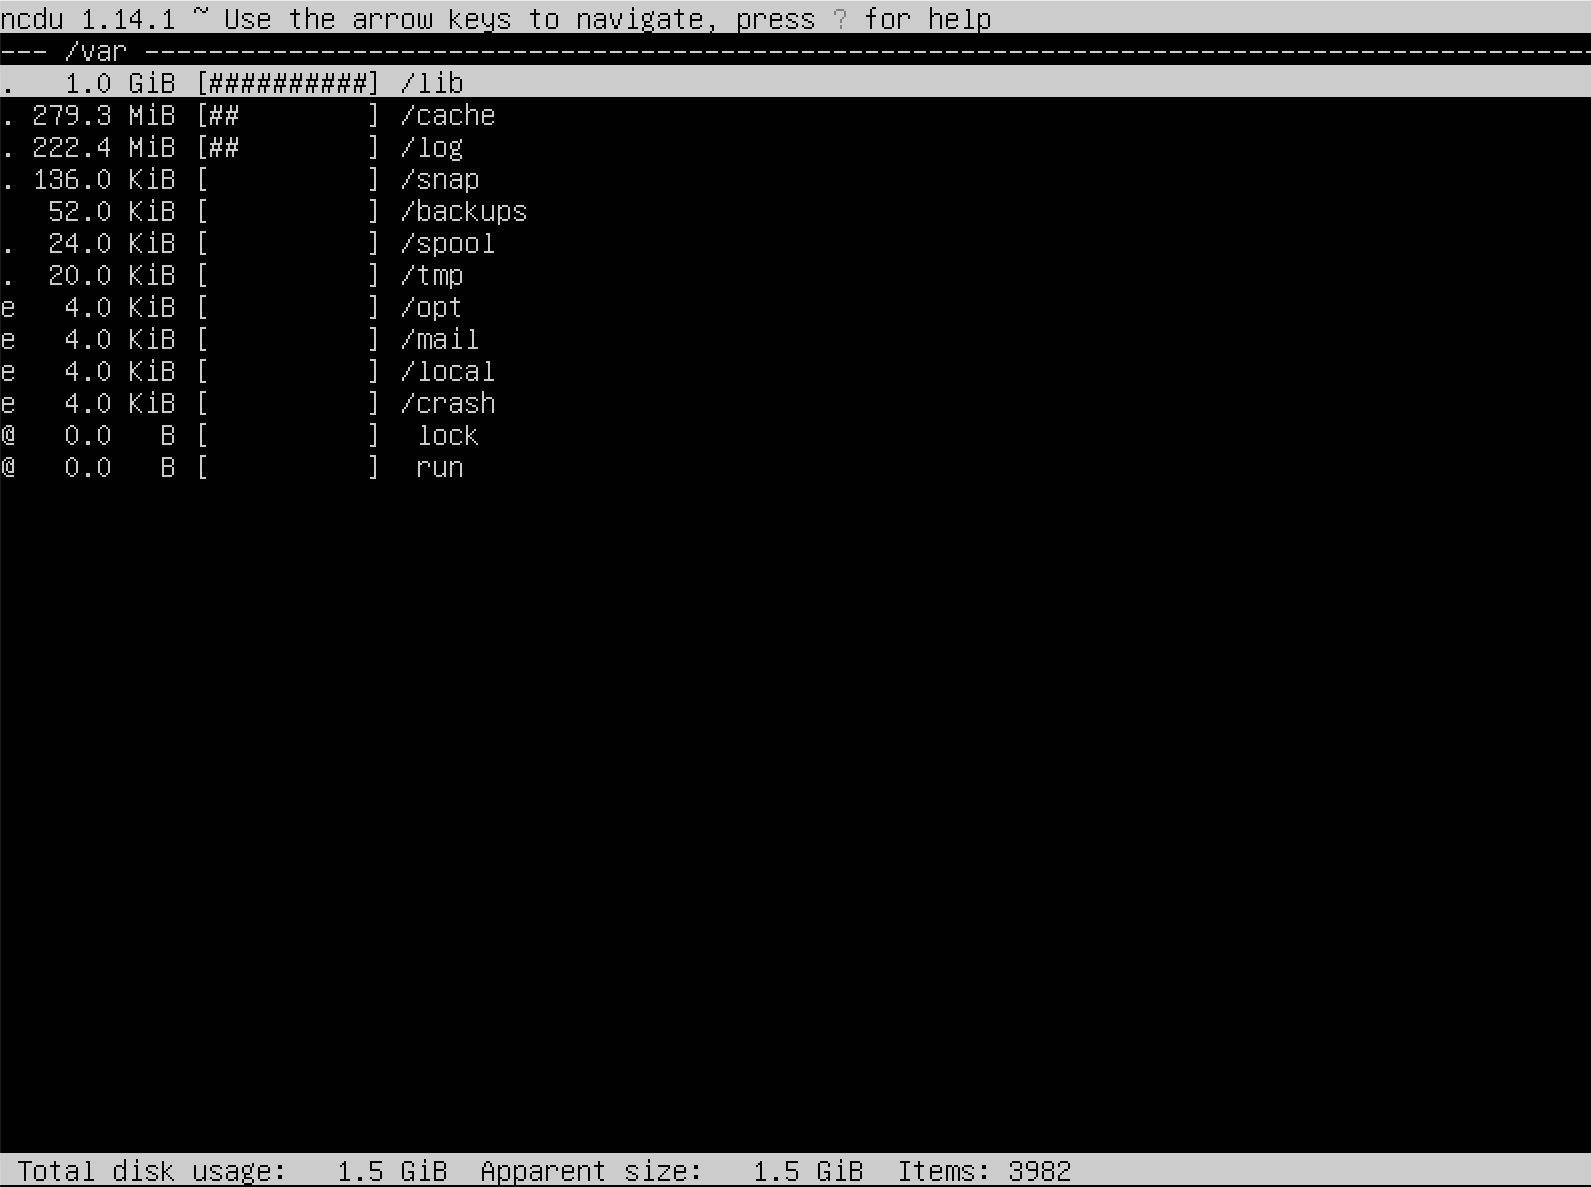 ncdu 1.14.1 ~ Use the arrow keys to navigate, press ? for help
--- /var ------------------------------------------------------------------------------------------
.   1.0 GiB [##########] /lib
. 279.3 MiB [##        ] /cache
. 222.4 MiB [##        ] /log
. 136.0 KiB [          ] /snap
   52.0 KiB [          ] /backups
.  24.0 KiB [          ] /spool
.  20.0 KiB [          ] /tmp
e   4.0 KiB [          ] /opt
e   4.0 KiB [          ] /mail
e   4.0 KiB [          ] /local
e   4.0 KiB [          ] /crash
@   0.0   B [          ]  lock
@   0.0   B [          ]  run
 Total disk usage:   1.5 GiB  Apparent size:   1.5 GiB  Items: 3982